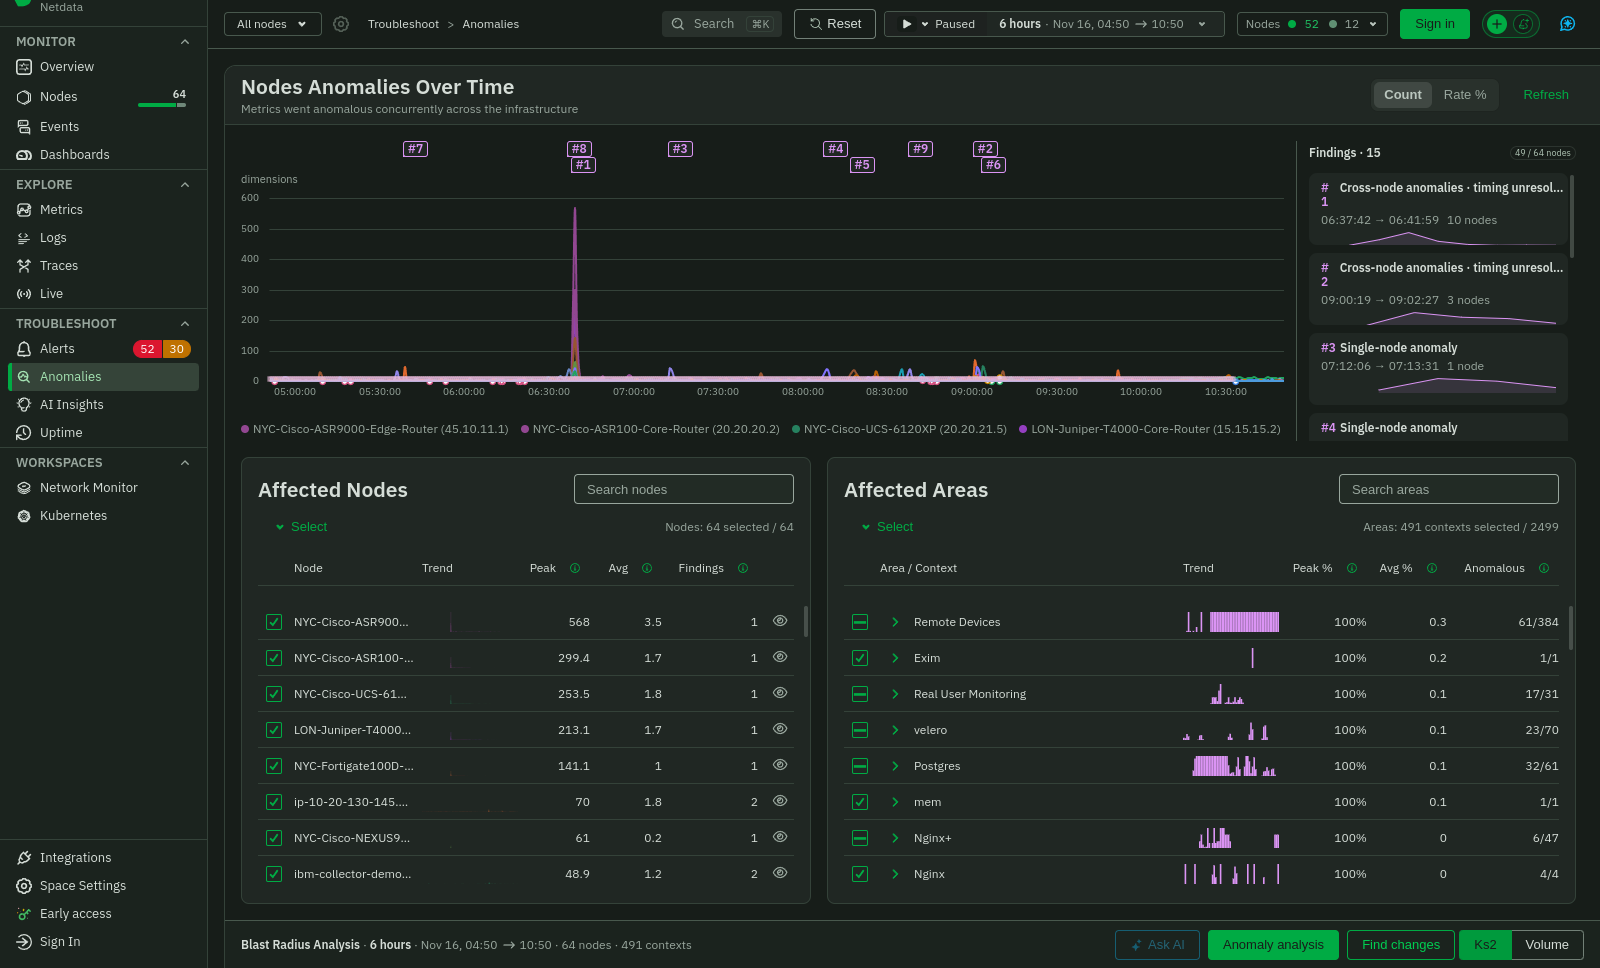 Netdata
All nodes
Troubleshoot > Anomalies
Search ⌘K
Reset
Paused
6 hours · Nov 16, 04:50 → 10:50
Nodes 52 12
Sign in
MONITOR
Overview
Nodes 64
Events
Dashboards
EXPLORE
Metrics
Logs
Traces
Live
TROUBLESHOOT
Alerts 52 30
Anomalies
AI Insights
Uptime
WORKSPACES
Network Monitor
Kubernetes
Integrations
Space Settings
Early access
Sign In
Nodes Anomalies Over Time
Metrics went anomalous concurrently across the infrastructure
Count Rate % Refresh
#7 #8 #3 #4 #9 #2
#1 #5 #6
dimensions
600
500
400
300
200
100
0
05:00:00 05:30:00 06:00:00 06:30:00 07:00:00 07:30:00 08:00:00 08:30:00 09:00:00 09:30:00 10:00:00 10:30:00
NYC-Cisco-ASR9000-Edge-Router (45.10.11.1) NYC-Cisco-ASR100-Core-Router (20.20.20.2) NYC-Cisco-UCS-6120XP (20.20.21.5) LON-Juniper-T4000-Core-Router (15.15.15.2)
Findings · 15 49 / 64 nodes
#1 Cross-node anomalies · timing unresol...
06:37:42 → 06:41:59 10 nodes
#2 Cross-node anomalies · timing unresol...
09:00:19 → 09:02:27 3 nodes
#3 Single-node anomaly
07:12:06 → 07:13:31 1 node
#4 Single-node anomaly
Affected Nodes
Search nodes
Select
Nodes: 64 selected / 64
Node Trend Peak Avg Findings
NYC-Cisco-ASR900... 568 3.5 1
NYC-Cisco-ASR100-... 299.4 1.7 1
NYC-Cisco-UCS-61... 253.5 1.8 1
LON-Juniper-T4000... 213.1 1.7 1
NYC-Fortigate100D-... 141.1 1 1
ip-10-20-130-145.... 70 1.8 2
NYC-Cisco-NEXUS9... 61 0.2 1
ibm-collector-demo... 48.9 1.2 2
Affected Areas
Search areas
Select
Areas: 491 contexts selected / 2499
Area / Context Trend Peak % Avg % Anomalous
Remote Devices 100% 0.3 61/384
Exim 100% 0.2 1/1
Real User Monitoring 100% 0.1 17/31
velero 100% 0.1 23/70
Postgres 100% 0.1 32/61
mem 100% 0.1 1/1
Nginx+ 100% 0 6/47
Nginx 100% 0 4/4
Blast Radius Analysis · 6 hours · Nov 16, 04:50 → 10:50 · 64 nodes · 491 contexts
Ask AI
Anomaly analysis
Find changes
Ks2 Volume